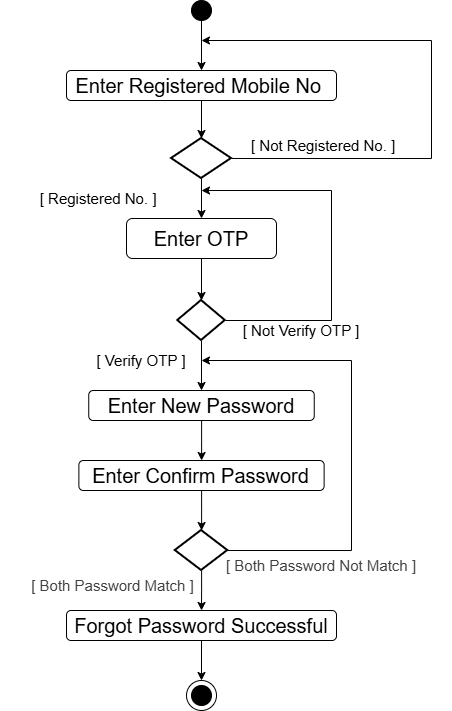 Enter Registered Mobile No
[ Not Registered No. ]
[ Registered No. ]
Enter OTP
[ Not Verify OTP ]
[ Verify OTP ]
Enter New Password
Enter Confirm Password
[ Both Password Not Match ]
[ Both Password Match ]
Forgot Password Successful